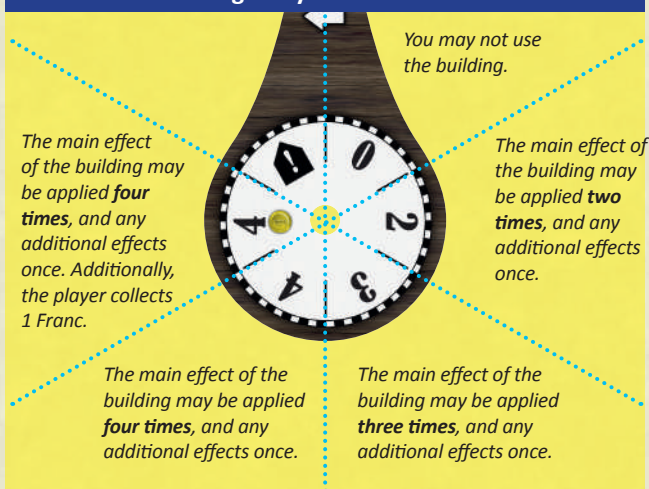 You may not use
the building.
The main effect of
the building may
be applied two
times, and any
additional effects
once.
The main effect of the
building may be applied
three times, and any
additional effects once.
The main effect of the
building may be applied
four times, and any
additional effects once.
The main effect
of the building may
be applied four
times, and any
additional effects
once. Additionally,
the player collects
1 Franc.
0
2
3
4
4